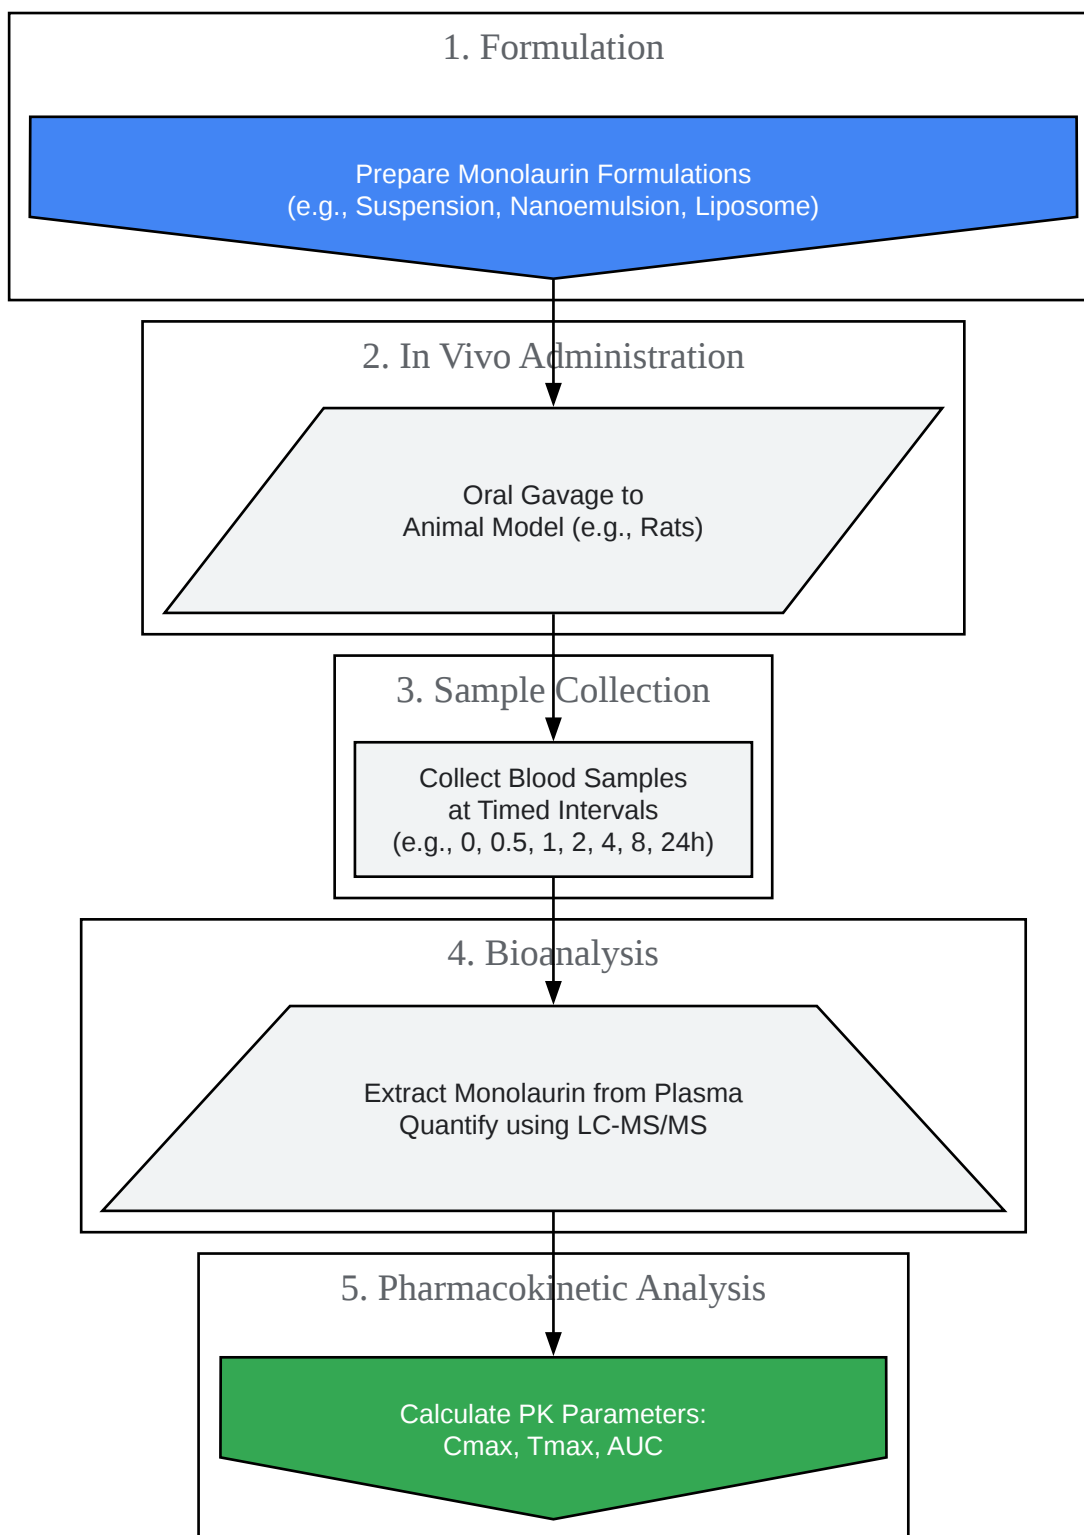 1. Formulation
Prepare Monolaurin Formulations
(e.g., Suspension, Nanoemulsion, Liposome)
2. In Vivo Administration
Oral Gavage to
Animal Model (e.g., Rats)
3. Sample Collection
Collect Blood Samples
at Timed Intervals
(e.g., 0, 0.5, 1, 2, 4, 8, 24h)
4. Bioanalysis
Extract Monolaurin from Plasma
Quantify using LC-MS/MS
5. Pharmacokinetic Analysis
Calculate PK Parameters:
Cmax, Tmax, AUC